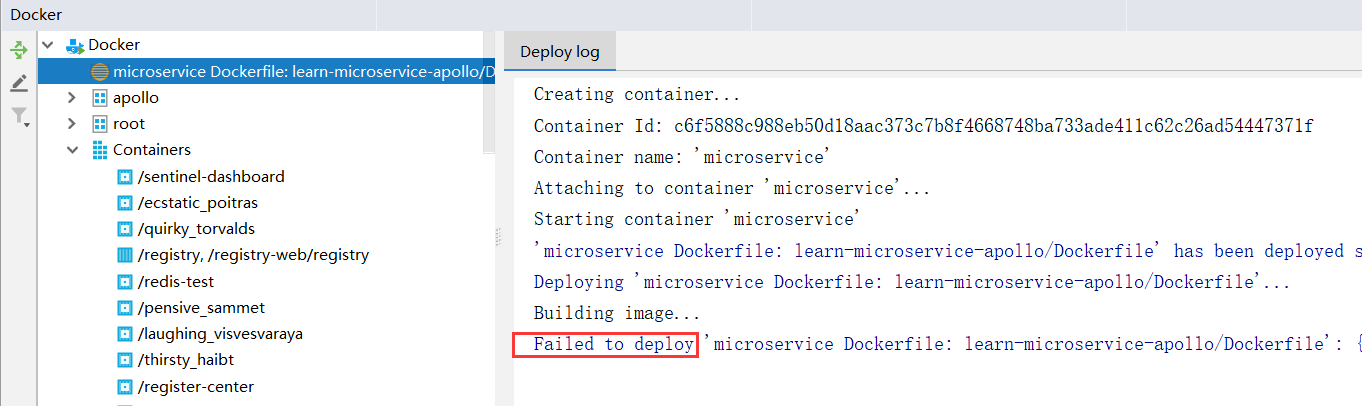 Docker
Docker
microservice Dockerfile: learn-microservice-apollo/D
apollo
root
Containers
/sentinel-dashboard
/ecstatic_poitras
/quirky_torvalds
/registry, /registry-web/registry
/redis-test
/pensive_sammet
/laughing_visvesvaraya
/thirsty_haibt
/register-center
Deploy log
Creating container...
Container Id: c6f5888c988eb50d18aac373c7b8f4668748ba733ade411c62c26ad54447371f
Container name: 'microservice'
Attaching to container 'microservice'...
Starting container 'microservice'
'microservice Dockerfile: learn-microservice-apollo/Dockerfile' has been deployed s
Deploying 'microservice Dockerfile: learn-microservice-apollo/Dockerfile'...
Building image...
Failed to deploy 'microservice Dockerfile: learn-microservice-apollo/Dockerfile': {